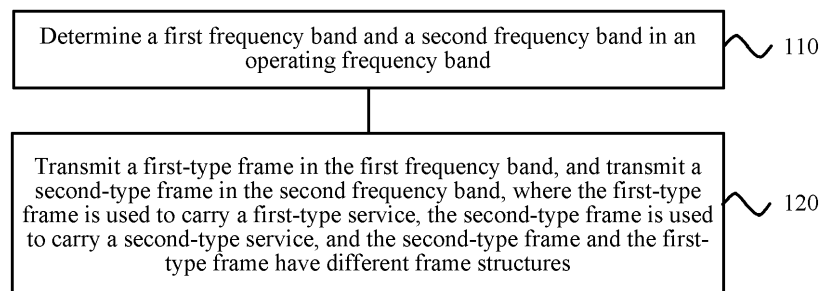 Determine a first frequency band and a second frequency band in an
operating frequency band
110
Transmit a first-type frame in the first frequency band, and transmit a
second-type frame in the second frequency band, where the first-type
frame is used to carry a first-type service, the second-type frame is used
to carry a second-type service, and the second-type frame and the first-
type frame have different frame structures
120